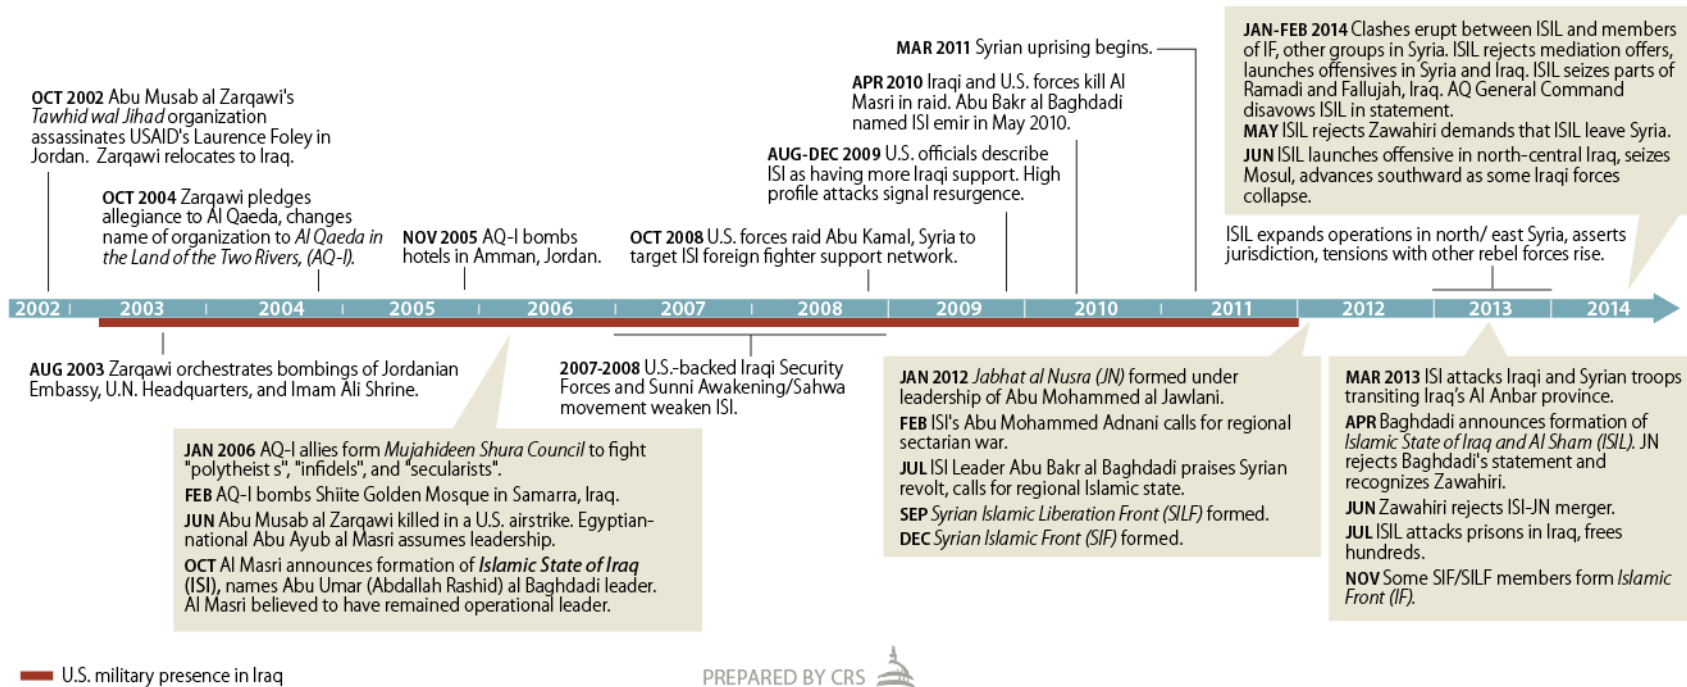 OCT 2002 Abu Musab al Zarqawi's
Tawhid wal Jihad organization
assassinates USAID's Laurence Foley in
Jordan. Zarqawi relocates to Iraq.
OCT 2004 Zarqawi pledges
allegiance to Al Qaeda, changes
name of organization to Al Qaeda in
the Land of the Two Rivers, (AQ-I).
NOV 2005 AQ-I bombs
hotels in Amman, Jordan.
OCT 2008 U.S. forces raid Abu Kamal, Syria to
target ISI foreign fighter support network.
AUG-DEC 2009 U.S. officials describe
ISI as having more Iraqi support. High
profile attacks signal resurgence.
APR 2010 Iraqi and U.S. forces kill Al
Masri in raid. Abu Bakr al Baghdadi
named ISI emir in May 2010.
MAR 2011 Syrian uprising begins.
JAN-FEB 2014 Clashes erupt between ISIL and members
of IF, other groups in Syria. ISIL rejects mediation offers,
launches offensives in Syria and Iraq. ISIL seizes parts of
Ramadi and Fallujah, Iraq. AQ General Command
disavows ISIL in statement.
MAY ISIL rejects Zawahiri demands that ISIL leave Syria.
JUN ISIL launches offensive in north-central Iraq, seizes
Mosul, advances southward as some Iraqi forces
collapse.
ISIL expands operations in north/ east Syria, asserts
jurisdiction, tensions with other rebel forces rise.
2002 2003 2004 2005 2006 2007 2008 2009 2010 2011 2012 2013 2014
AUG 2003 Zarqawi orchestrates bombings of Jordanian
Embassy, U.N. Headquarters, and Imam Ali Shrine.
JAN 2006 AQ-I allies form Mujahideen Shura Council to fight
"polytheist s", "infidels", and "secularists".
FEB AQ-I bombs Shiite Golden Mosque in Samarra, Iraq.
JUN Abu Musab al Zarqawi killed in a U.S. airstrike. Egyptian-
national Abu Ayub al Masri assumes leadership.
OCT Al Masri announces formation of Islamic State of Iraq
(ISI), names Abu Umar (Abdallah Rashid) al Baghdadi leader.
Al Masri believed to have remained operational leader.
2007-2008 U.S.-backed Iraqi Security
Forces and Sunni Awakening/Sahwa
movement weaken ISI.
JAN 2012 Jabhat al Nusra (JN) formed under
leadership of Abu Mohammed al Jawlani.
FEB ISI's Abu Mohammed Adnani calls for regional
sectarian war.
JUL ISI Leader Abu Bakr al Baghdadi praises Syrian
revolt, calls for regional Islamic state.
SEP Syrian Islamic Liberation Front (SILF) formed.
DEC Syrian Islamic Front (SIF) formed.
MAR 2013 ISI attacks Iraqi and Syrian troops
transiting Iraq's Al Anbar province.
APR Baghdadi announces formation of
Islamic State of Iraq and Al Sham (ISIL). JN
rejects Baghdadi's statement and
recognizes Zawahiri.
JUN Zawahiri rejects ISI-JN merger.
JUL ISIL attacks prisons in Iraq, frees
hundreds.
NOV Some SIF/SILF members form Islamic
Front (IF).
U.S. military presence in Iraq
PREPARED BY CRS